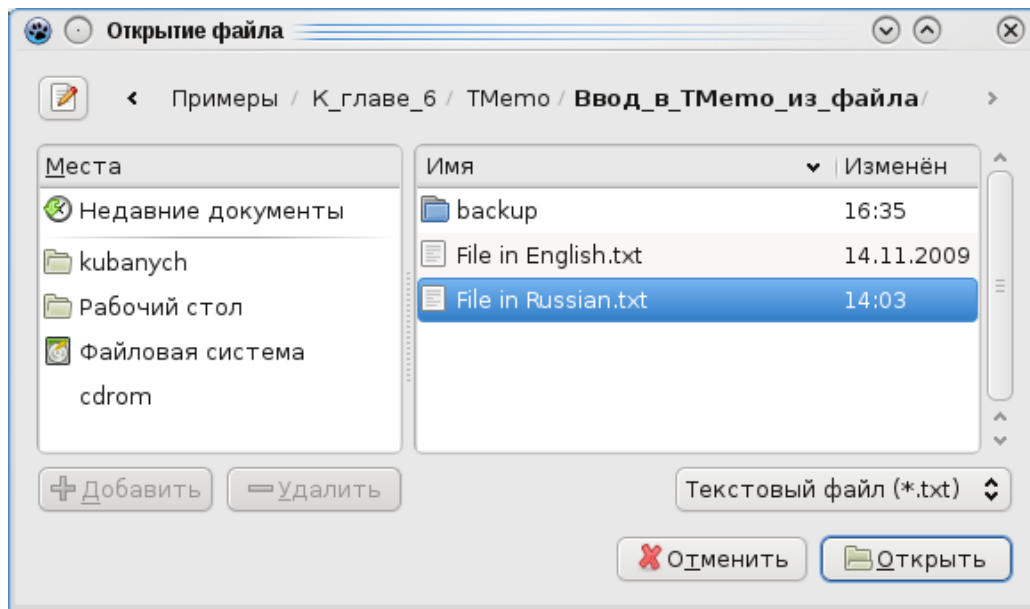 Открытие файла
Примеры / К_главе_6 / TMemo / Ввод_в_TMemo_из_файла/
Места
Недавние документы
kubanych
Рабочий стол
Файловая система
cdrom
Имя Изменён
backup 16:35
File in English.txt 14.11.2009
File in Russian.txt 14:03
Добавить Удалить
Текстовый файл (*.txt)
Отменить Открыть